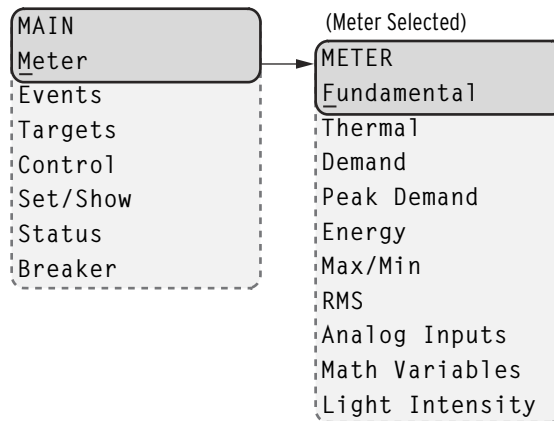 MAIN
Meter
Events
Targets
Control
Set/Show
Status
Breaker
(Meter Selected)
METER
Fundamental
Thermal
Demand
Peak Demand
Energy
Max/Min
RMS
Analog Inputs
Math Variables
Light Intensity